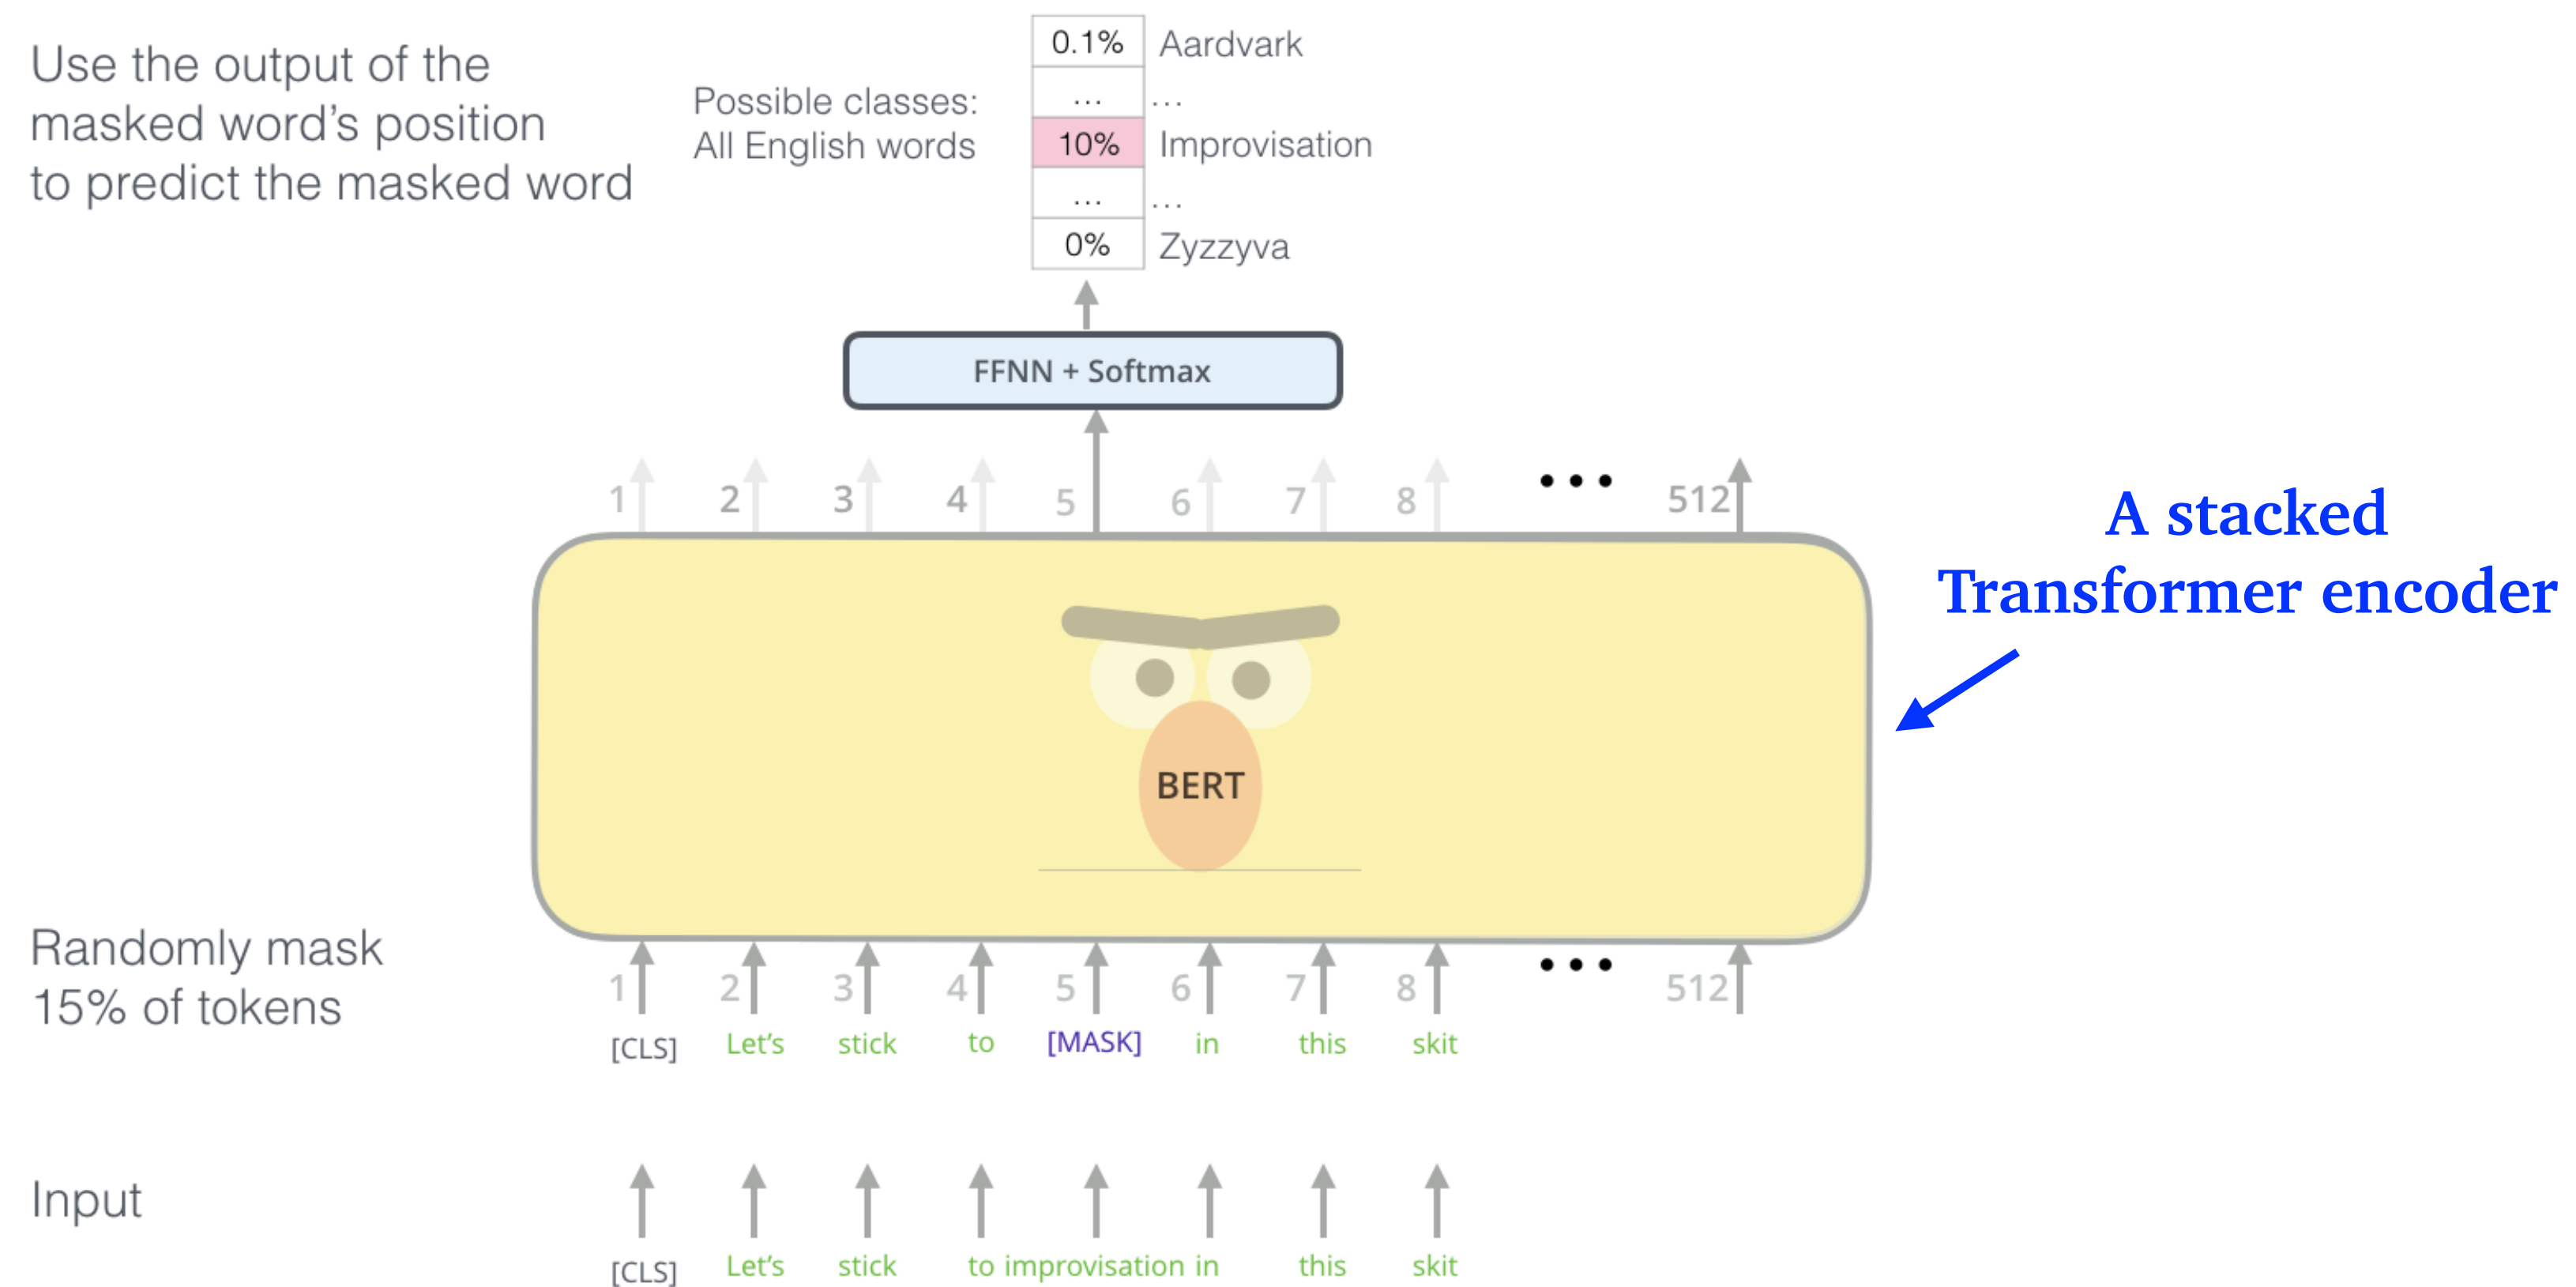 Use the output of the
masked word’s position
to predict the masked word
Possible classes:
All English words
0.1% Aardvark
... ...
10% Improvisation
... ...
0% Zyzzyva
FFNN + Softmax
1 2 3 4 5 6 7 8 ••• 512
A stacked
Transformer encoder
BERT
Randomly mask
15% of tokens
1 2 3 4 5 6 7 8 ••• 512
[CLS] Let’s stick to [MASK] in this skit
Input
[CLS] Let’s stick to improvisation in this skit